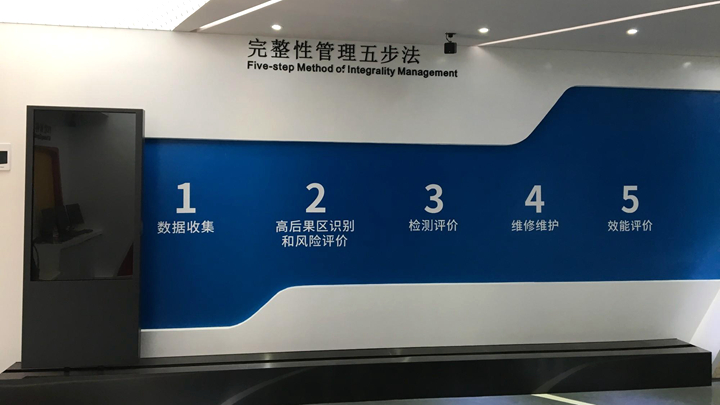 完整性管理五步法
Five-step Method of Integrality Management
1
数据收集
2
高后果区识别
和风险评价
3
检测评价
4
维修维护
5
效能评价